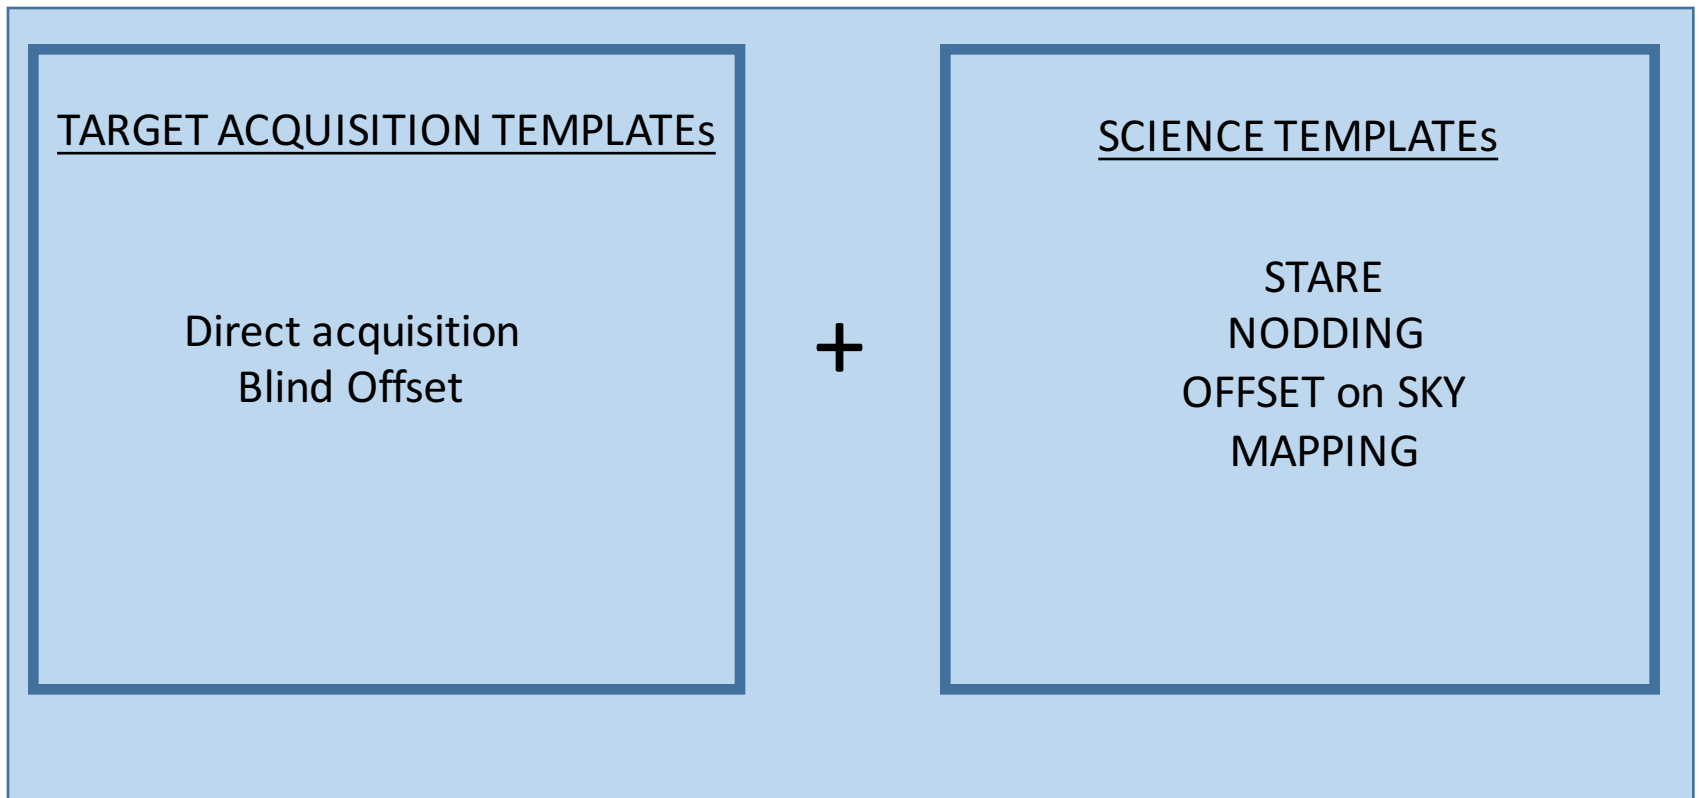 TARGET ACQUISITION TEMPLATEs
Direct acquisition
Blind Offset
+
SCIENCE TEMPLATEs
STARE
NODDING
OFFSET on SKY
MAPPING